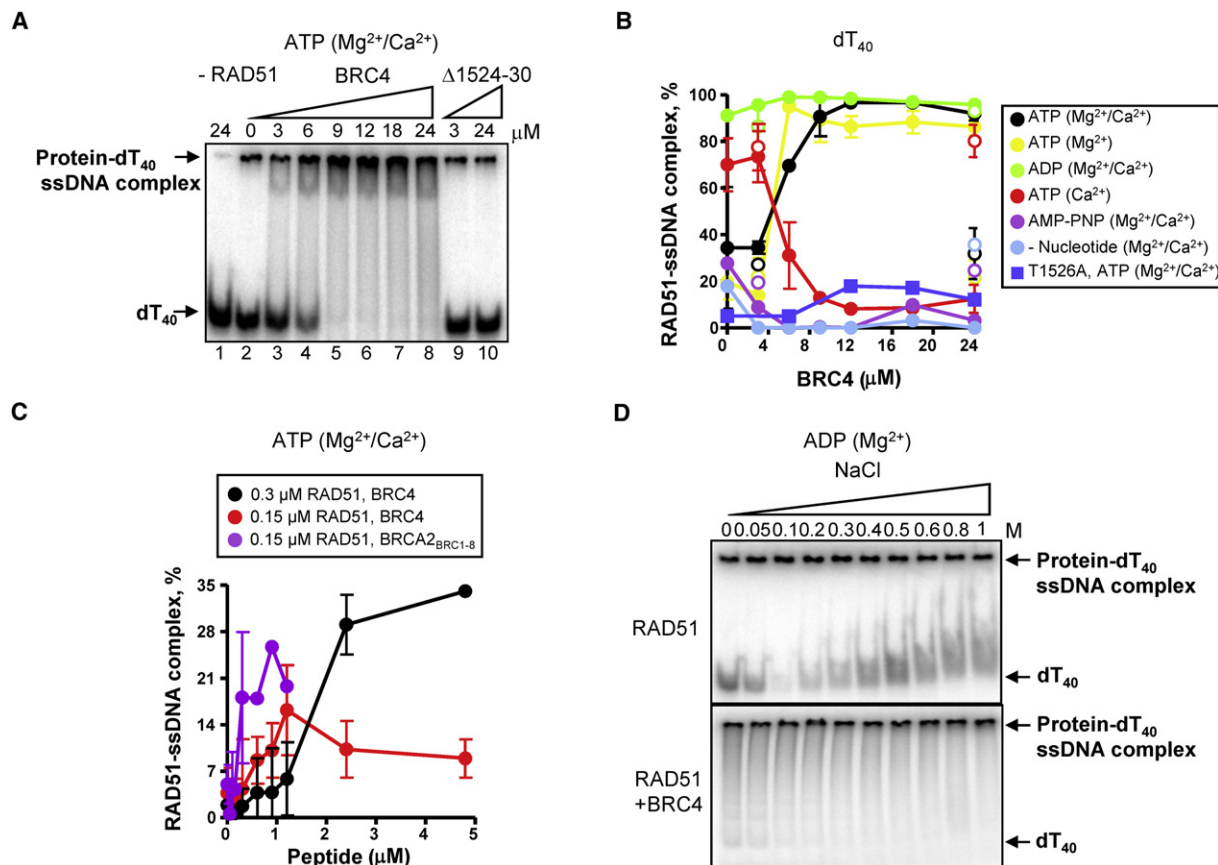 A
ATP (Mg²⁺/Ca²⁺)
- RAD51 BRC4 Δ1524-30
24 0 3 6 9 12 18 24 3 24 μM
Protein-dT₄₀
ssDNA complex
dT₄₀
1 2 3 4 5 6 7 8 9 10
B
dT₄₀
RAD51-ssDNA complex, %
100
80
60
40
20
0
0 4 8 12 16 20 24
BRC4 (μM)
ATP (Mg²⁺/Ca²⁺)
ATP (Mg²⁺)
ADP (Mg²⁺/Ca²⁺)
ATP (Ca²⁺)
AMP-PNP (Mg²⁺/Ca²⁺)
- Nucleotide (Mg²⁺/Ca²⁺)
T1526A, ATP (Mg²⁺/Ca²⁺)
C
ATP (Mg²⁺/Ca²⁺)
0.3 μM RAD51, BRC4
0.15 μM RAD51, BRC4
0.15 μM RAD51, BRCA2BRC1-8
RAD51-ssDNA complex, %
35
28
21
14
7
0
0 1 2 3 4 5
Peptide (μM)
D
ADP (Mg²⁺)
NaCl
0 0.05 0.1 0.2 0.3 0.4 0.5 0.6 0.8 1 M
Protein-dT₄₀
ssDNA complex
RAD51
dT₄₀
Protein-dT₄₀
ssDNA complex
RAD51
+BRC4
dT₄₀